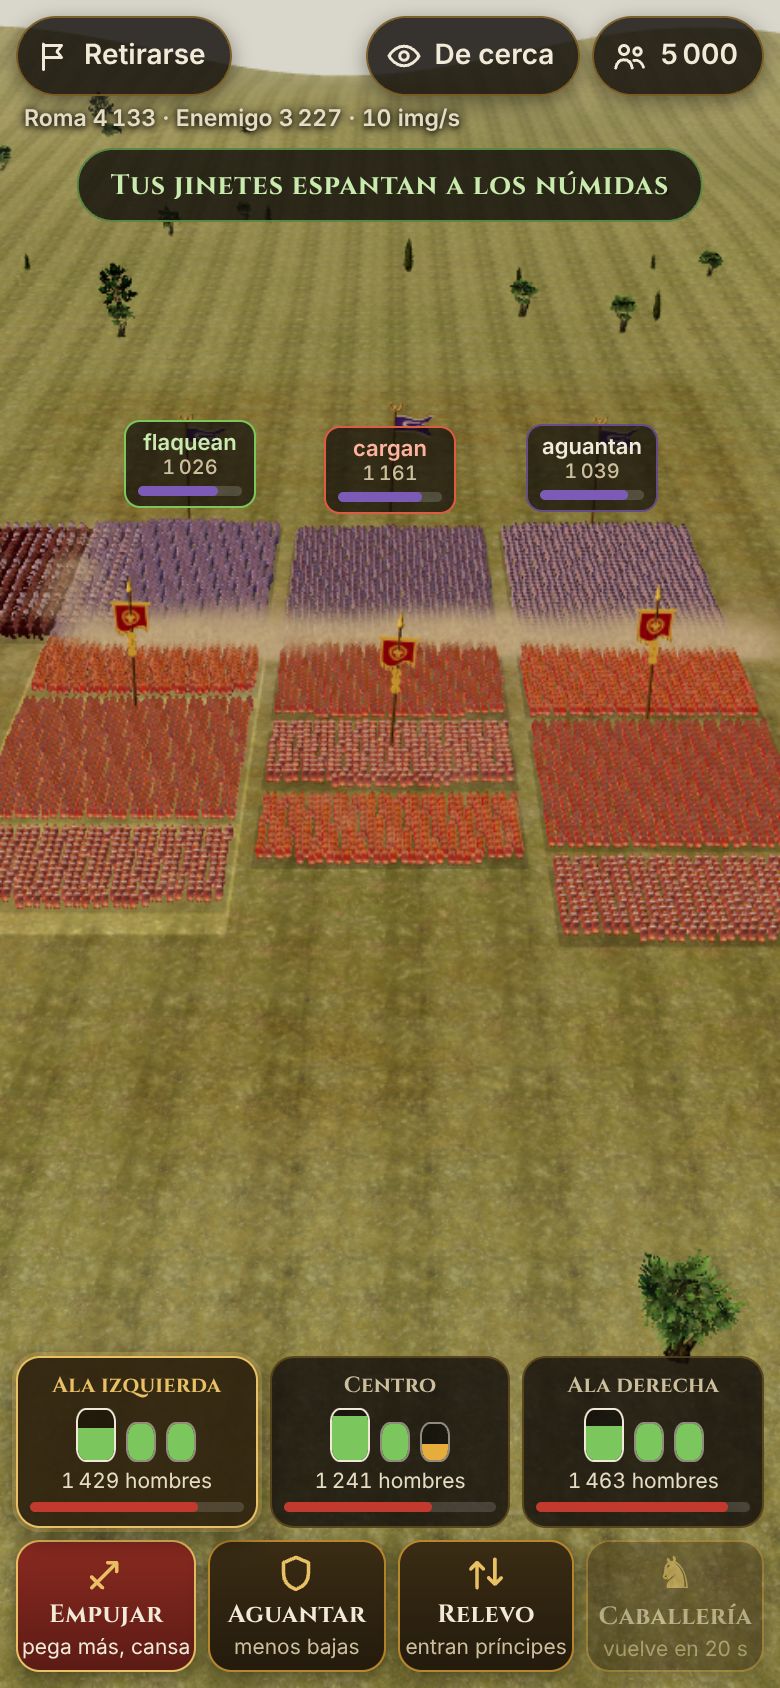 Retirarse
De cerca
5 000
Roma 4 133 · Enemigo 3 227 · 10 img/s
Tus jinetes espantan a los númidas
flaquean
1 026
cargan
1 161
aguantan
1 039
Ala izquierda
1 429 hombres
Centro
1 241 hombres
Ala derecha
1 463 hombres
Empujar
pega más, cansa
Aguantar
menos bajas
Relevo
entran príncipes
Caballería
vuelve en 20 s